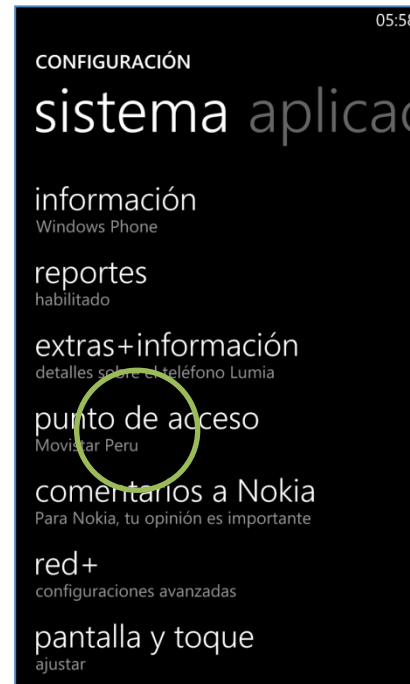 05:58
CONFIGURACIÓN
sistema aplicac
información
Windows Phone
reportes
habilitado
extras+información
detalles sobre el teléfono Lumia
punto de acceso
Movistar Peru
comentarios a Nokia
Para Nokia, tu opinión es importante
red+
configuraciones avanzadas
pantalla y toque
ajustar